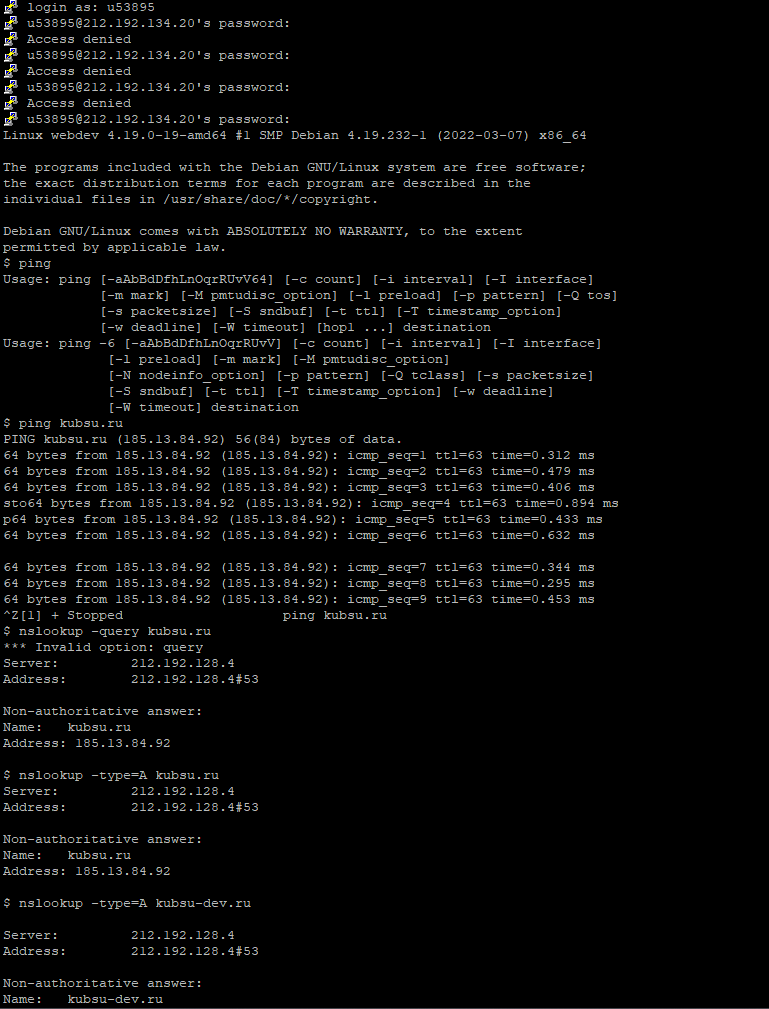 login as: u53895
u53895@212.192.134.20's password:
Access denied
u53895@212.192.134.20's password:
Access denied
u53895@212.192.134.20's password:
Access denied
u53895@212.192.134.20's password:
Linux webdev 4.19.0-19-amd64 #1 SMP Debian 4.19.232-1 (2022-03-07) x86_64
The programs included with the Debian GNU/Linux system are free software;
the exact distribution terms for each program are described in the
individual files in /usr/share/doc/*/copyright.
Debian GNU/Linux comes with ABSOLUTELY NO WARRANTY, to the extent
permitted by applicable law.
$ ping
Usage: ping [-aAbBdDfhLnOqrRUvV64] [-c count] [-i interval] [-I interface]
[-m mark] [-M pmtudisc_option] [-l preload] [-p pattern] [-Q tos]
[-s packetsize] [-S sndbuf] [-t ttl] [-T timestamp_option]
[-w deadline] [-W timeout] [hop1 ...] destination
Usage: ping -6 [-aAbBdDfhLnOqrRUvV] [-c count] [-i interval] [-I interface]
[-l preload] [-m mark] [-M pmtudisc_option]
[-N nodeinfo_option] [-p pattern] [-Q tclass] [-s packetsize]
[-S sndbuf] [-t ttl] [-T timestamp_option] [-w deadline]
[-W timeout] destination
$ ping kubsu.ru
PING kubsu.ru (185.13.84.92) 56(84) bytes of data.
64 bytes from 185.13.84.92 (185.13.84.92): icmp_seq=1 ttl=63 time=0.312 ms
64 bytes from 185.13.84.92 (185.13.84.92): icmp_seq=2 ttl=63 time=0.479 ms
64 bytes from 185.13.84.92 (185.13.84.92): icmp_seq=3 ttl=63 time=0.406 ms
sto64 bytes from 185.13.84.92 (185.13.84.92): icmp_seq=4 ttl=63 time=0.894 ms
p64 bytes from 185.13.84.92 (185.13.84.92): icmp_seq=5 ttl=63 time=0.433 ms
64 bytes from 185.13.84.92 (185.13.84.92): icmp_seq=6 ttl=63 time=0.632 ms
64 bytes from 185.13.84.92 (185.13.84.92): icmp_seq=7 ttl=63 time=0.344 ms
64 bytes from 185.13.84.92 (185.13.84.92): icmp_seq=8 ttl=63 time=0.295 ms
64 bytes from 185.13.84.92 (185.13.84.92): icmp_seq=9 ttl=63 time=0.453 ms
^Z[1] + Stopped                    ping kubsu.ru
$ nslookup -query kubsu.ru
*** Invalid option: query
Server:         212.192.128.4
Address:        212.192.128.4#53
Non-authoritative answer:
Name:   kubsu.ru
Address: 185.13.84.92
$ nslookup -type=A kubsu.ru
Server:         212.192.128.4
Address:        212.192.128.4#53
Non-authoritative answer:
Name:   kubsu.ru
Address: 185.13.84.92
$ nslookup -type=A kubsu-dev.ru
Server:         212.192.128.4
Address:        212.192.128.4#53
Non-authoritative answer:
Name:   kubsu-dev.ru